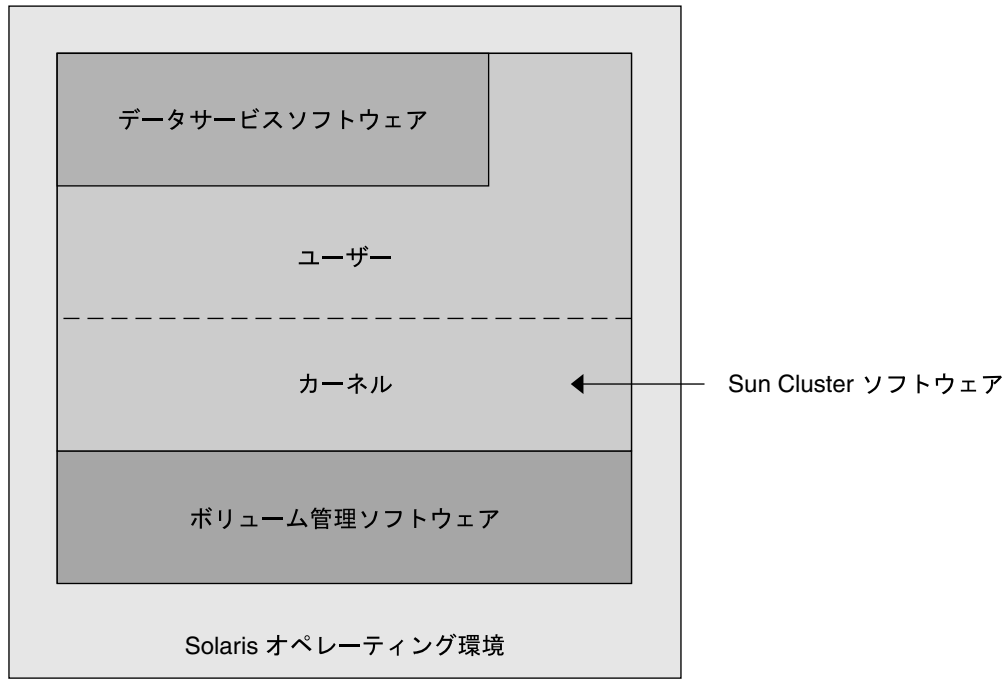 データサービスソフトウェア
ユーザー
カーネル
Sun Cluster ソフトウェア
ボリューム管理ソフトウェア
Solaris オペレーティング環境